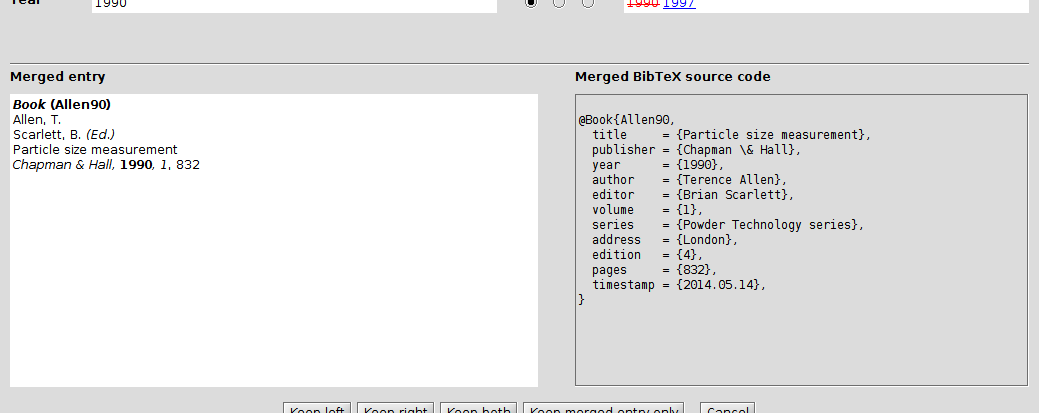 Year 1990 1990 1997
Merged entry
Merged BibTeX source code
Book (Allen90)
Allen, T.
Scarlett, B. (Ed.)
Particle size measurement
Chapman & Hall, 1990, 1, 832
@Book{Allen90,
  title     = {Particle size measurement},
  publisher = {Chapman \& Hall},
  year      = {1990},
  author    = {Terence Allen},
  editor    = {Brian Scarlett},
  volume    = {1},
  series    = {Powder Technology series},
  address   = {London},
  edition   = {4},
  pages     = {832},
  timestamp = {2014.05.14},
}
Keep left Keep right Keep both Keep merged entry only Cancel